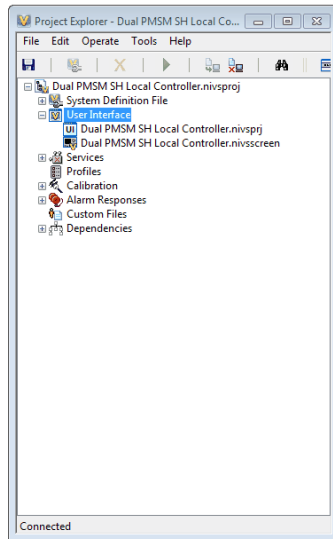 Project Explorer - Dual PMSM SH Local Co...
File Edit Operate Tools Help
Dual PMSM SH Local Controller.nivsproj
System Definition File
User Interface
UI Dual PMSM SH Local Controller.nivsprj
Dual PMSM SH Local Controller.nivsscreen
Services
Profiles
Calibration
Alarm Responses
Custom Files
Dependencies
Connected